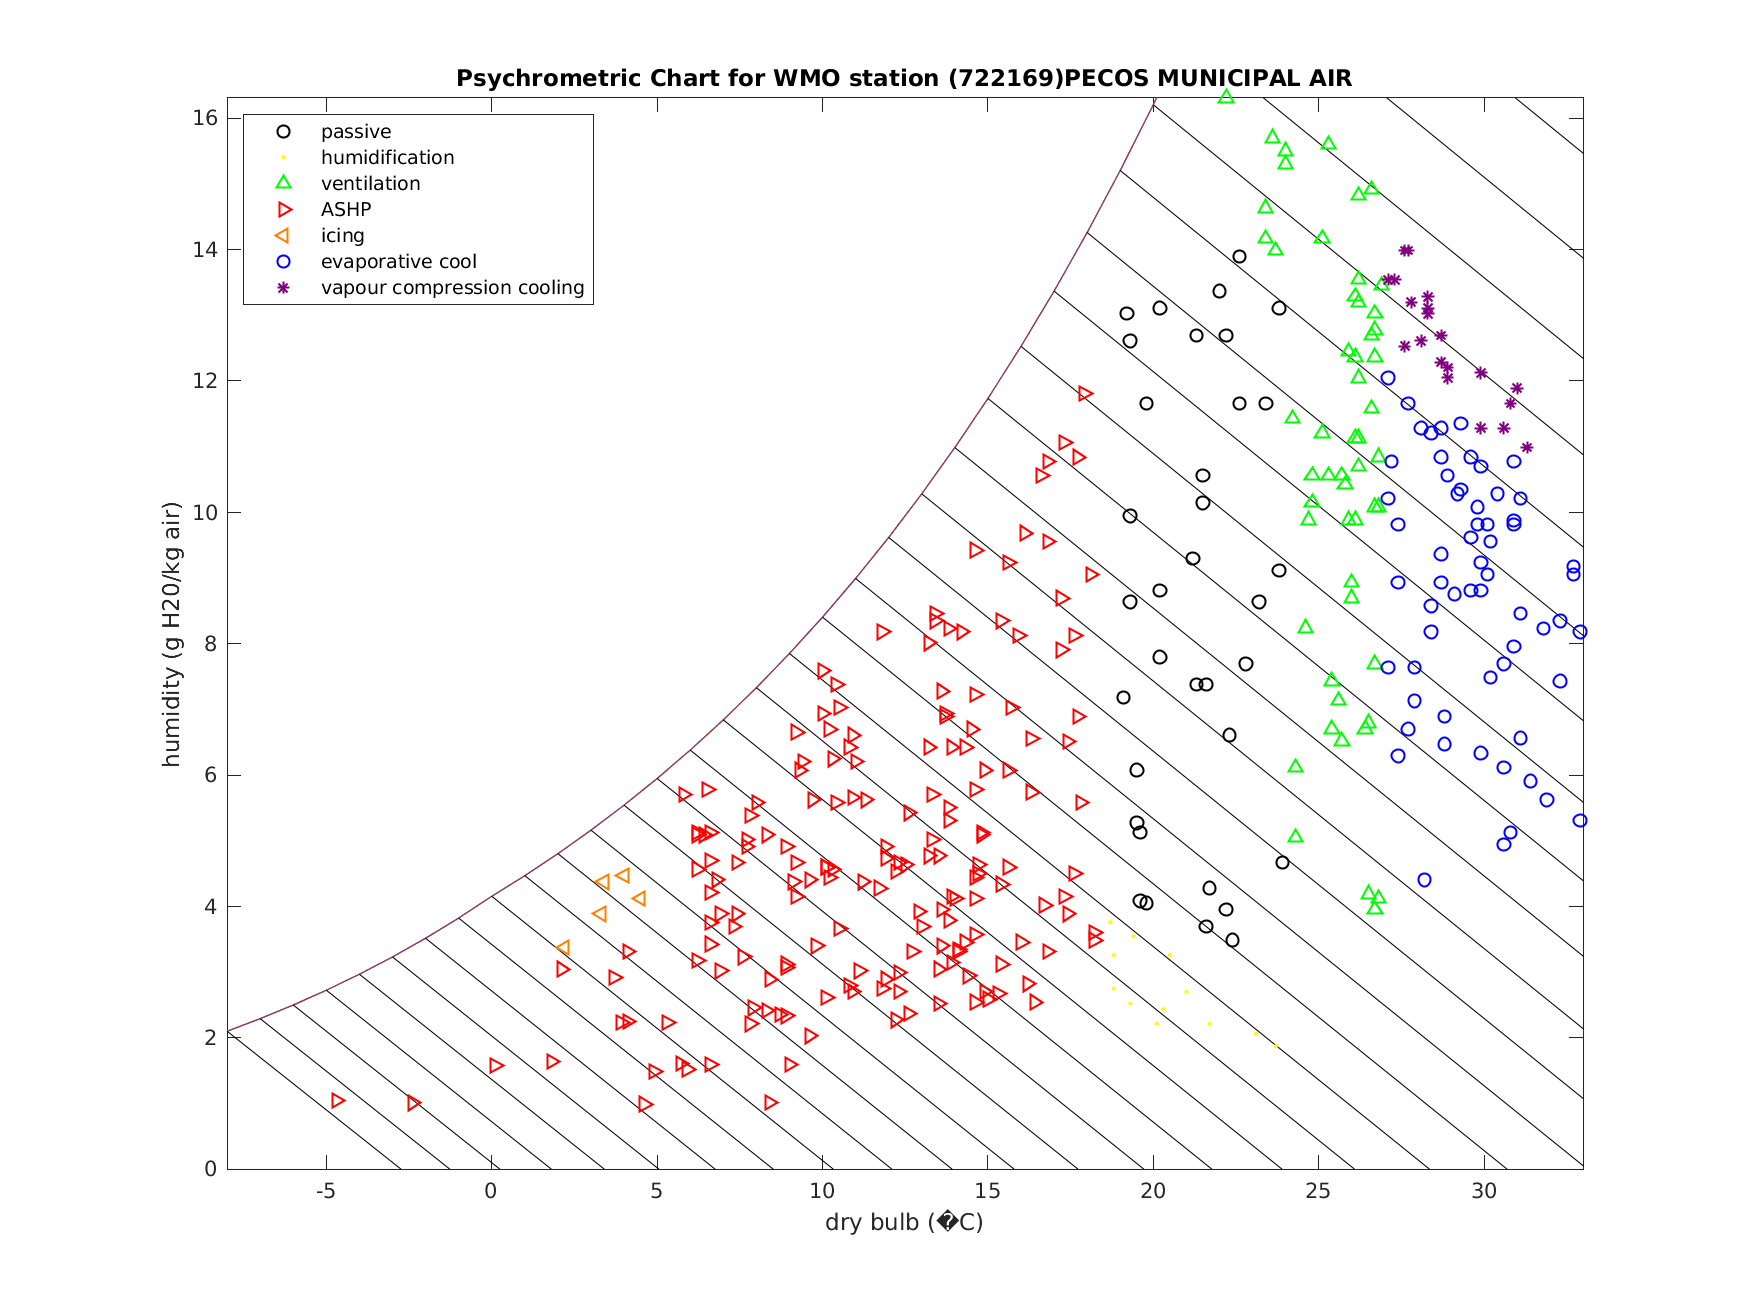 Psychrometric Chart for WMO station (722169)PECOS MUNICIPAL AIR
passive
humidification
ventilation
ASHP
icing
evaporative cool
vapour compression cooling
humidity (g H20/kg air)
16
14
12
10
8
6
4
2
0
-5 0 5 10 15 20 25 30
dry bulb (�C)